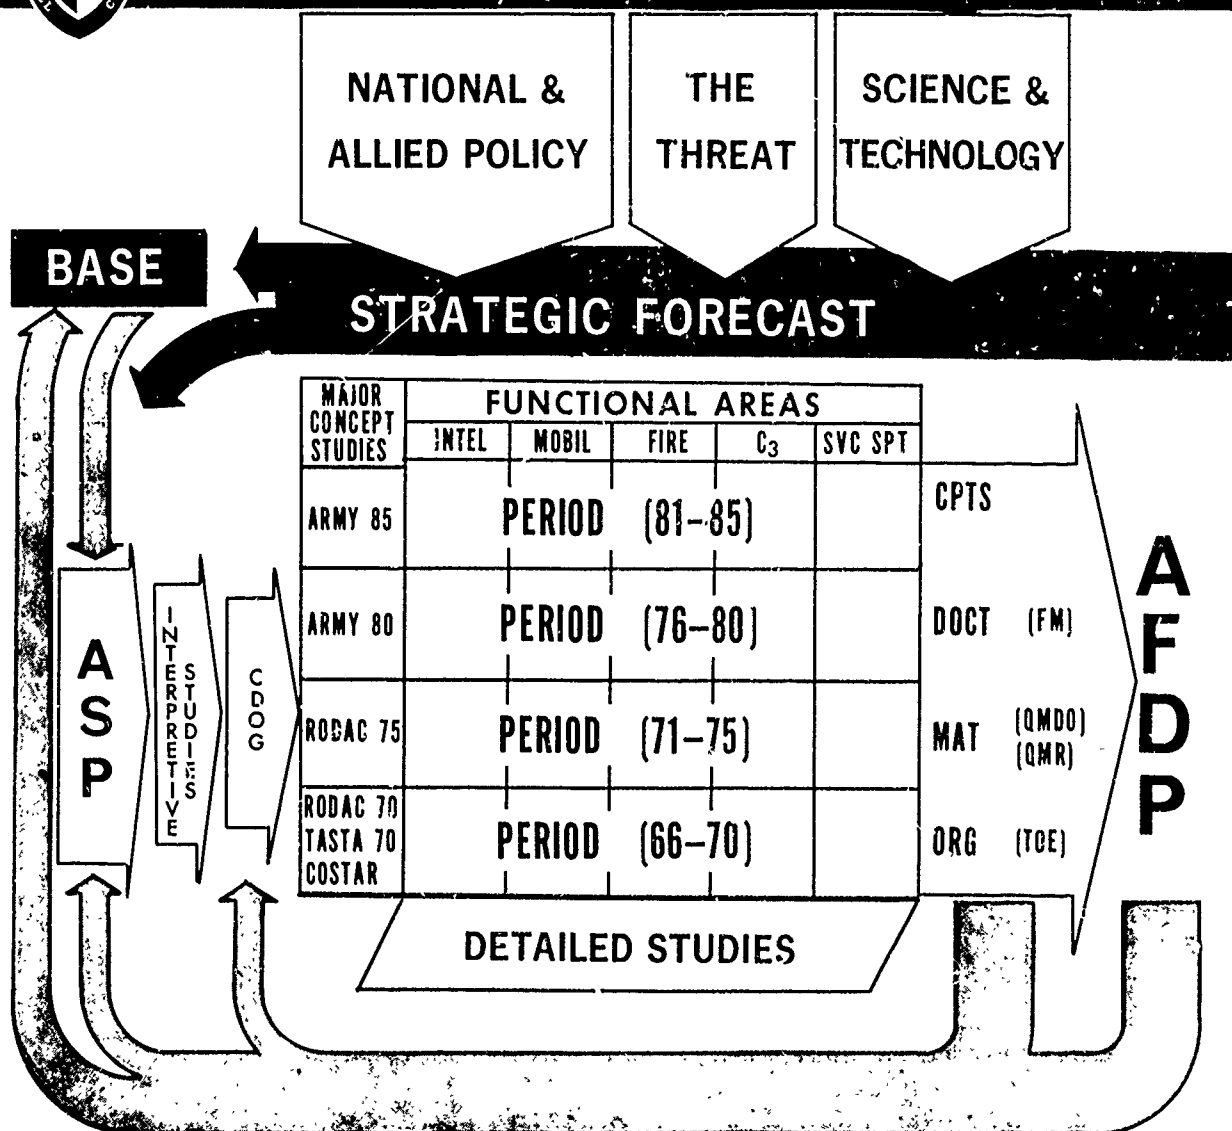 NATIONAL &
ALLIED POLICY
THE
THREAT
SCIENCE &
TECHNOLOGY
BASE
STRATEGIC FORECAST
MAJOR
CONCEPT
STUDIES
FUNCTIONAL AREAS
INTEL MOBIL FIRE C₃ SVC SPT
ARMY 85 PERIOD (81-85)
ARMY 80 PERIOD (76-80)
RODAC 75 PERIOD (71-75)
RODAC 70
TASTA 70
COSTAR
PERIOD (66-70)
CPTS
DOCT (FM)
MAT (QMDO)
(QMR)
ORG (TOE)
ASP
INTERPRETIVE
STUDIES
CDOG
AFDP
DETAILED STUDIES